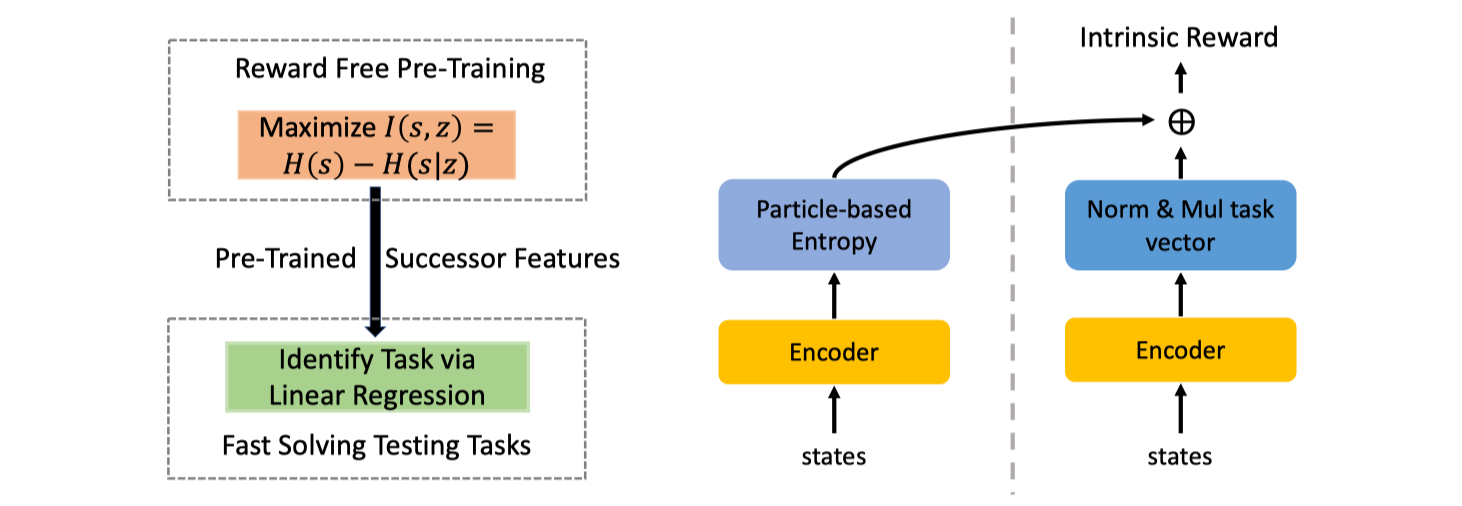 Reward Free Pre-Training
Maximize I(s, z) =
H(s) − H(s|z)
Pre-Trained Successor Features
Identify Task via
Linear Regression
Fast Solving Testing Tasks
Particle-based
Entropy
Encoder
states
Intrinsic Reward
⊕
Norm & Mul task
vector
Encoder
states